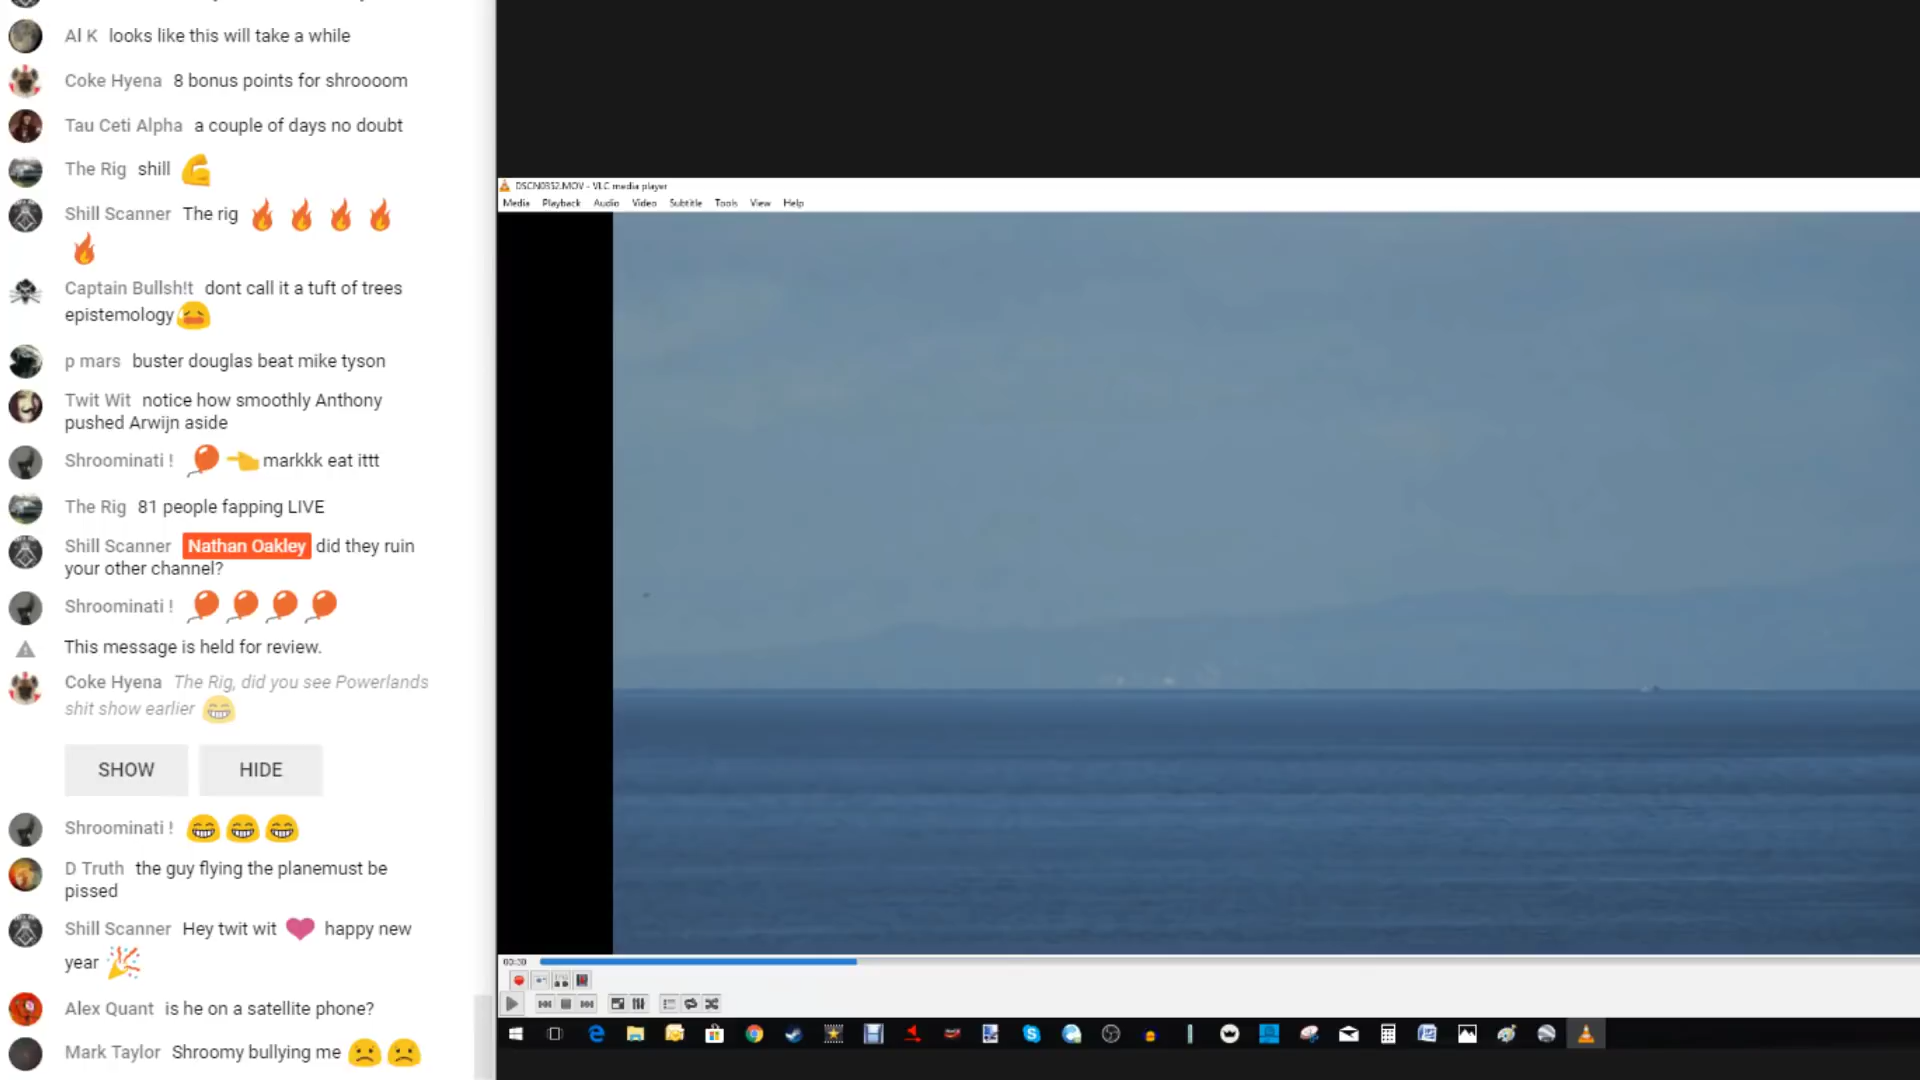 Al K looks like this will take a while
Coke Hyena 8 bonus points for shroooom
Tau Ceti Alpha a couple of days no doubt
The Rig shill 💪
Shill Scanner The rig 🔥 🔥 🔥 🔥
🔥
Captain Bullsh!t dont call it a tuft of trees
epistemology
p mars buster douglas beat mike tyson
Twit Wit notice how smoothly Anthony
pushed Arwijn aside
Shroominati ! 🎈 👈 markkk eat ittt
The Rig 81 people fapping LIVE
Shill Scanner Nathan Oakley did they ruin
your other channel?
Shroominati ! 🎈 🎈 🎈 🎈
This message is held for review.
Coke Hyena The Rig, did you see Powerlands
shit show earlier 😁
SHOW HIDE
Shroominati ! 😁 😁 😁
D Truth the guy flying the planemust be
pissed
Shill Scanner Hey twit wit ❤ happy new
year 🎉
Alex Quant is he on a satellite phone?
Mark Taylor Shroomy bullying me 🙁 🙁
DSCN0352.MOV - VLC media player
Media Playback Audio Video Subtitle Tools View Help
00:30